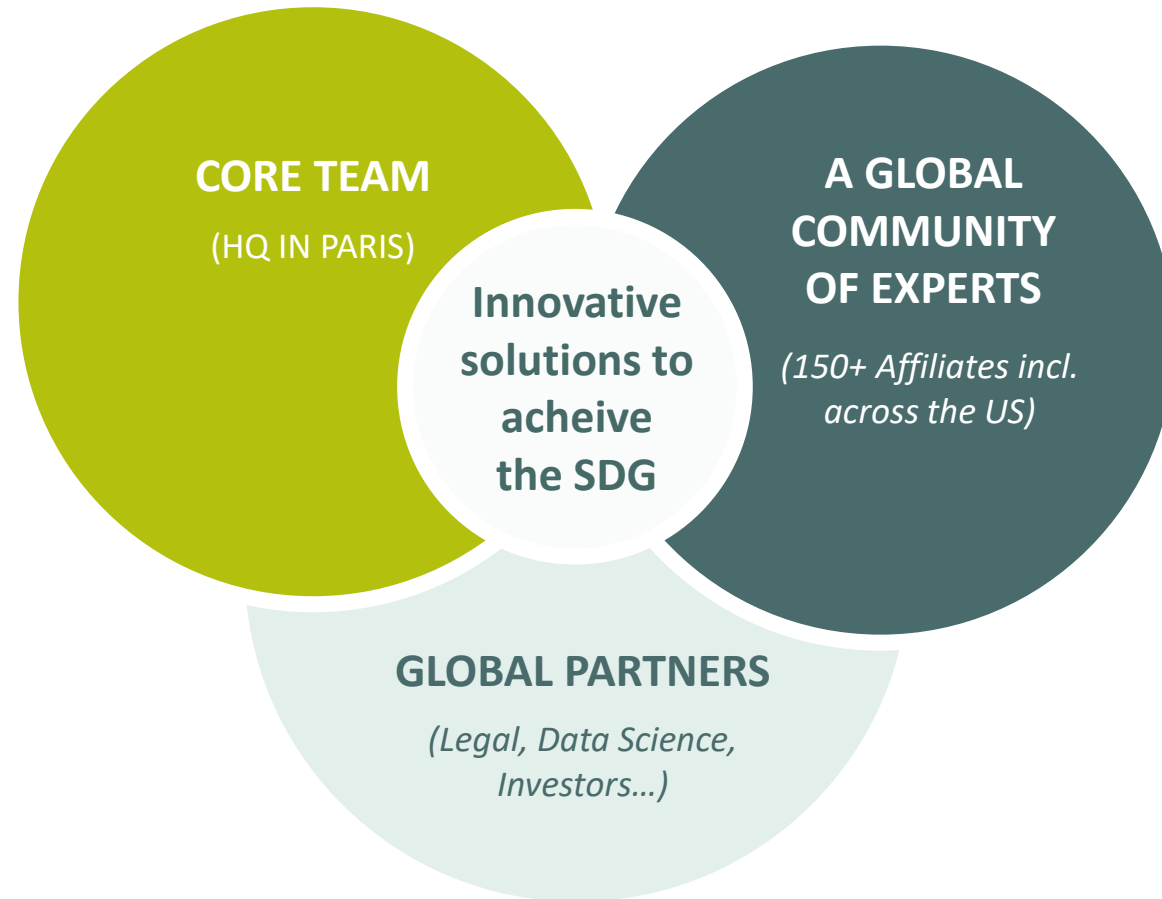 CORE TEAM
(HQ IN PARIS)
A GLOBAL
COMMUNITY
OF EXPERTS
(150+ Affiliates incl.
across the US)
Innovative
solutions to
acheive
the SDG
GLOBAL PARTNERS
(Legal, Data Science,
Investors…)